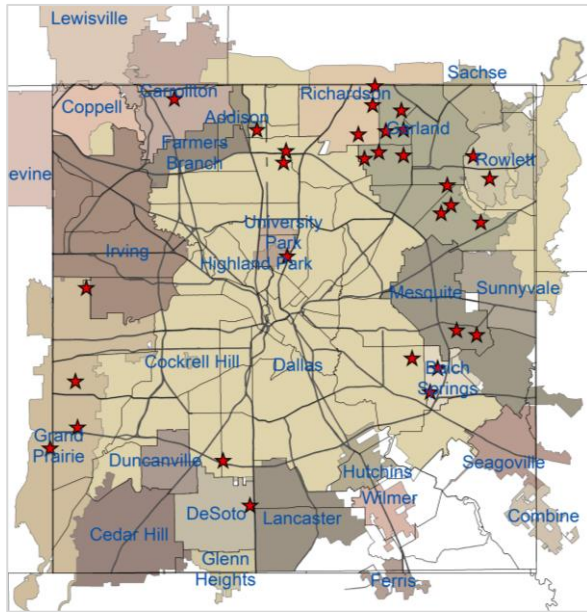 Lewisville
Sachse
Carrollton
Richardson
Coppell
Addison
Garland
Farmers
Branch
Rowlett
evine
University
Park
Irving
Highland Park
Sunnyvale
Mesquite
Cockrell Hill
Dallas
Balch
Springs
Grand
Prairie
Duncanville
Hutchins
Seagoville
Wilmer
DeSoto
Lancaster
Combine
Cedar Hill
Glenn
Heights
Ferris